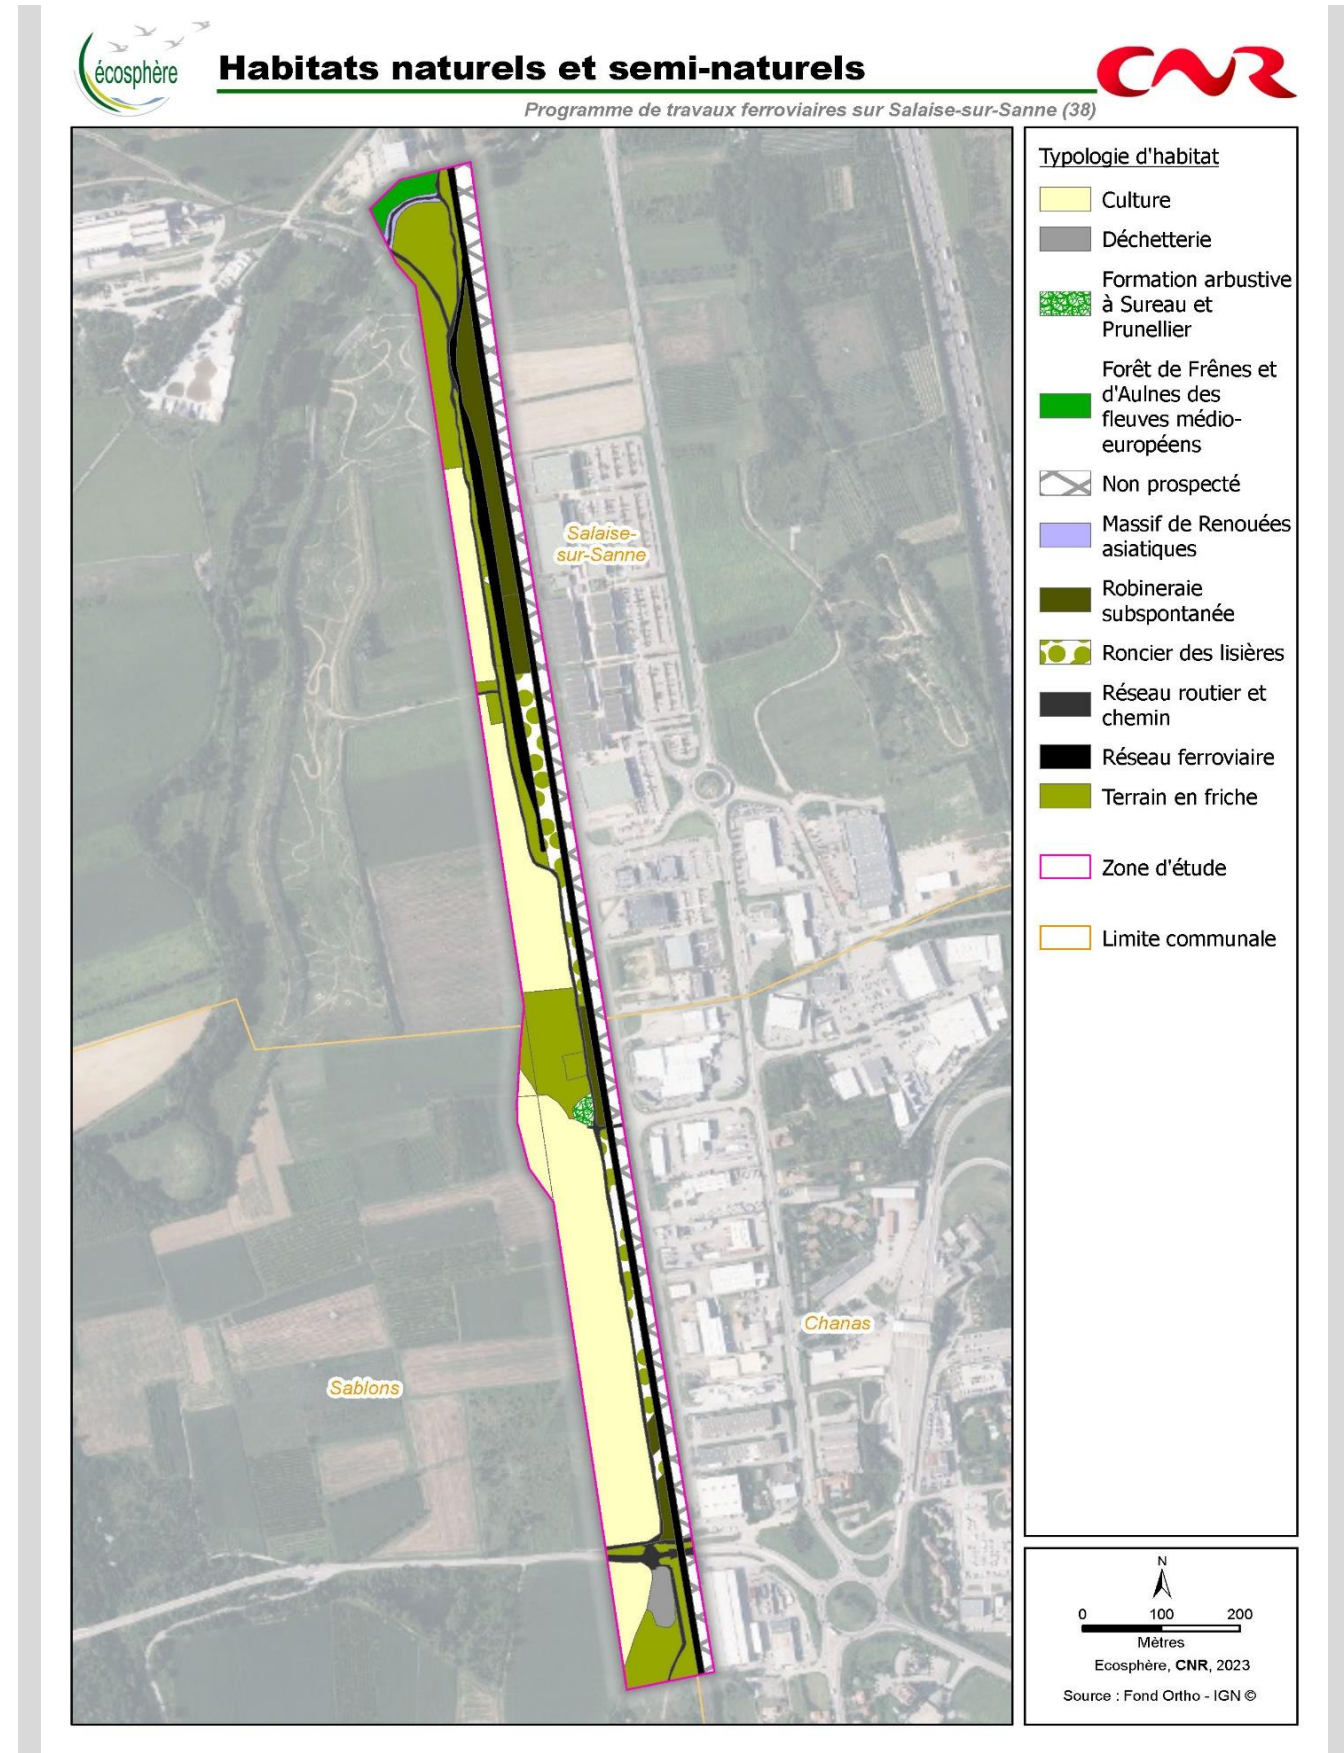 écosphère
Habitats naturels et semi-naturels
CNR
Programme de travaux ferroviaires sur Salaise-sur-Sanne (38)
Typologie d'habitat
Culture
Déchetterie
Formation arbustive
à Sureau et
Prunellier
Forêt de Frênes et
d'Aulnes des
fleuves médio-
européens
Non prospecté
Massif de Renouées
asiatiques
Robineraie
subspontanée
Roncier des lisières
Réseau routier et
chemin
Réseau ferroviaire
Terrain en friche
Zone d'étude
Limite communale
Salaise-
sur-Sanne
Chanas
Sablons
N
0 100 200
Mètres
Ecosphère, CNR, 2023
Source : Fond Ortho - IGN ©